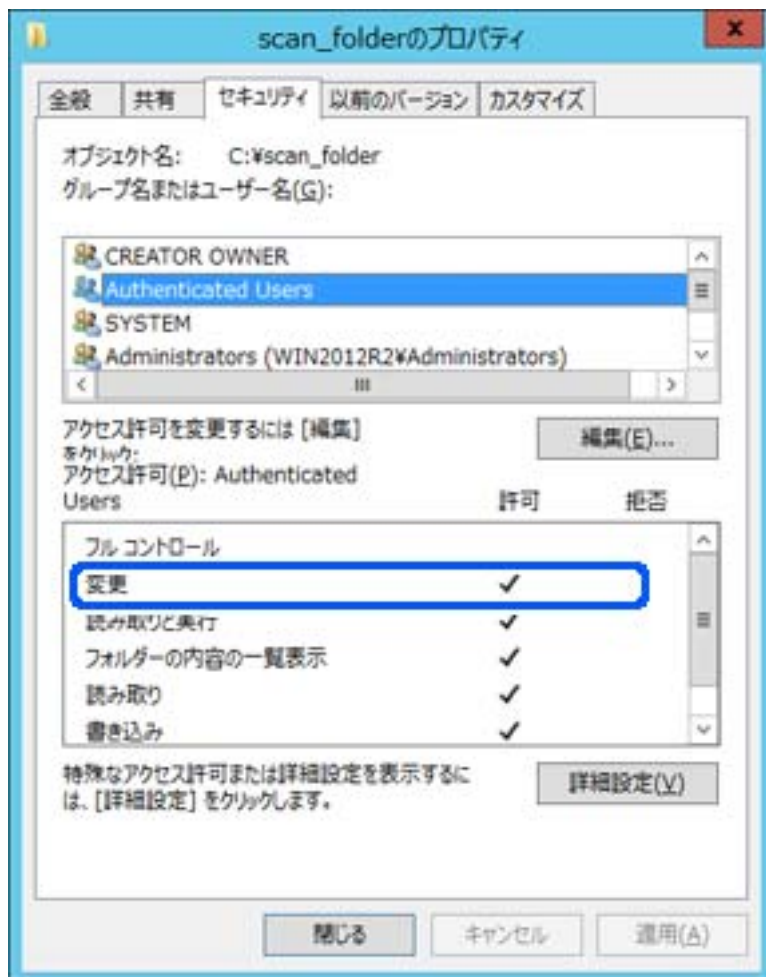 scan_folderのプロパティ
全般 共有 セキュリティ 以前のバージョン カスタマイズ
オブジェクト名: C:¥scan_folder
グループ名またはユーザー名(G):
CREATOR OWNER
Authenticated Users
SYSTEM
Administrators (WIN2012R2¥Administrators)
アクセス許可を変更するには [編集]
をクリック:
編集(E)...
アクセス許可(P): Authenticated
Users 許可 拒否
フル コントロール
変更
読み取りと実行
フォルダーの内容の一覧表示
読み取り
書き込み
特殊なアクセス許可または詳細設定を表示するに
は、[詳細設定] をクリックします。
詳細設定(V)
閉じる キャンセル 適用(A)